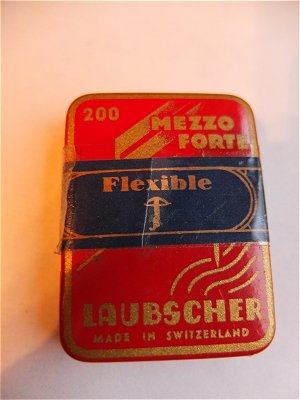 200
MEZZO
FORTE
Flexible
LAUBSCHER
MADE IN SWITZERLAND